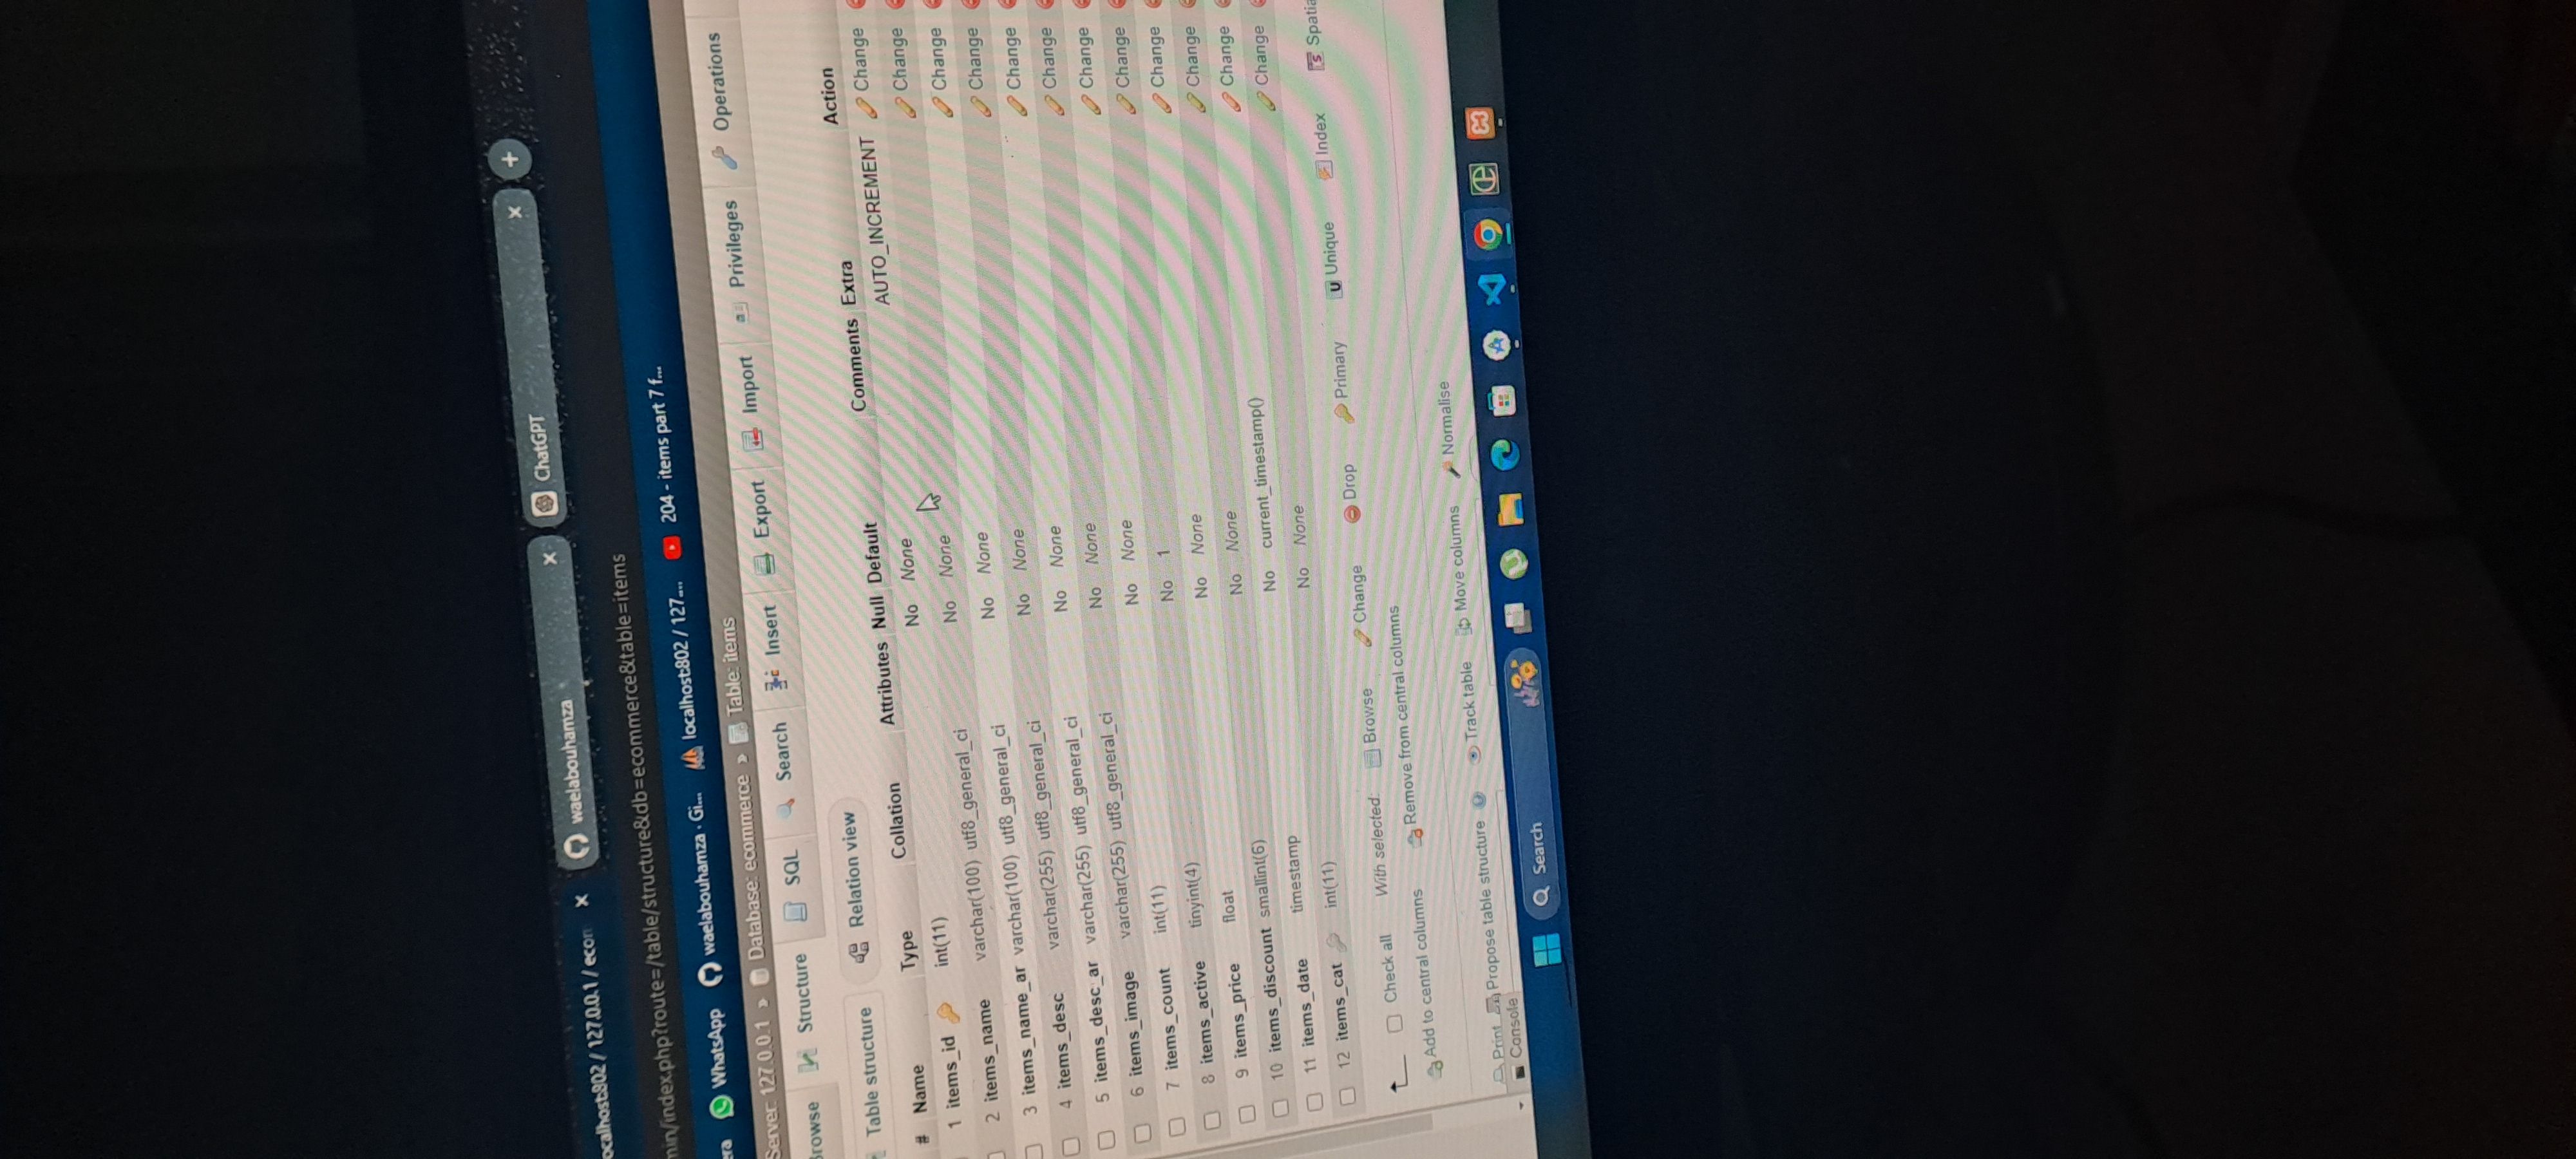 ocalhost:802 / 127.0.0.1 / econ
waelabouhamza
ChatGPT
min/index.php?route=/table/structure&db=ecommerce&table=items
era WhatsApp waelabouhamza · Gi... localhost:802 / 127.... 204 - items part 7 f...
Server: 127.0.0.1 » Database: ecommerce » Table: items
Browse Structure SQL Search Insert Export Import Privileges Operations
Table structure Relation view
# Name Type Collation Attributes Null Default Comments Extra Action
1 items_id int(11) No None AUTO_INCREMENT Change
2 items_name varchar(100) utf8_general_ci No None Change
3 items_name_ar varchar(100) utf8_general_ci No None Change
4 items_desc varchar(255) utf8_general_ci No None Change
5 items_desc_ar varchar(255) utf8_general_ci No None Change
6 items_image varchar(255) utf8_general_ci No None Change
7 items_count int(11) No None Change
8 items_active tinyint(4) No 1 Change
9 items_price float No None Change
10 items_discount smallint(6) No None Change
11 items_date timestamp No current_timestamp() Change
12 items_cat int(11) No None Change
Check all With selected: Browse Change Drop Primary Unique Index Spatia
Add to central columns Remove from central columns
Print Propose table structure Track table Move columns Normalise
Console
Search